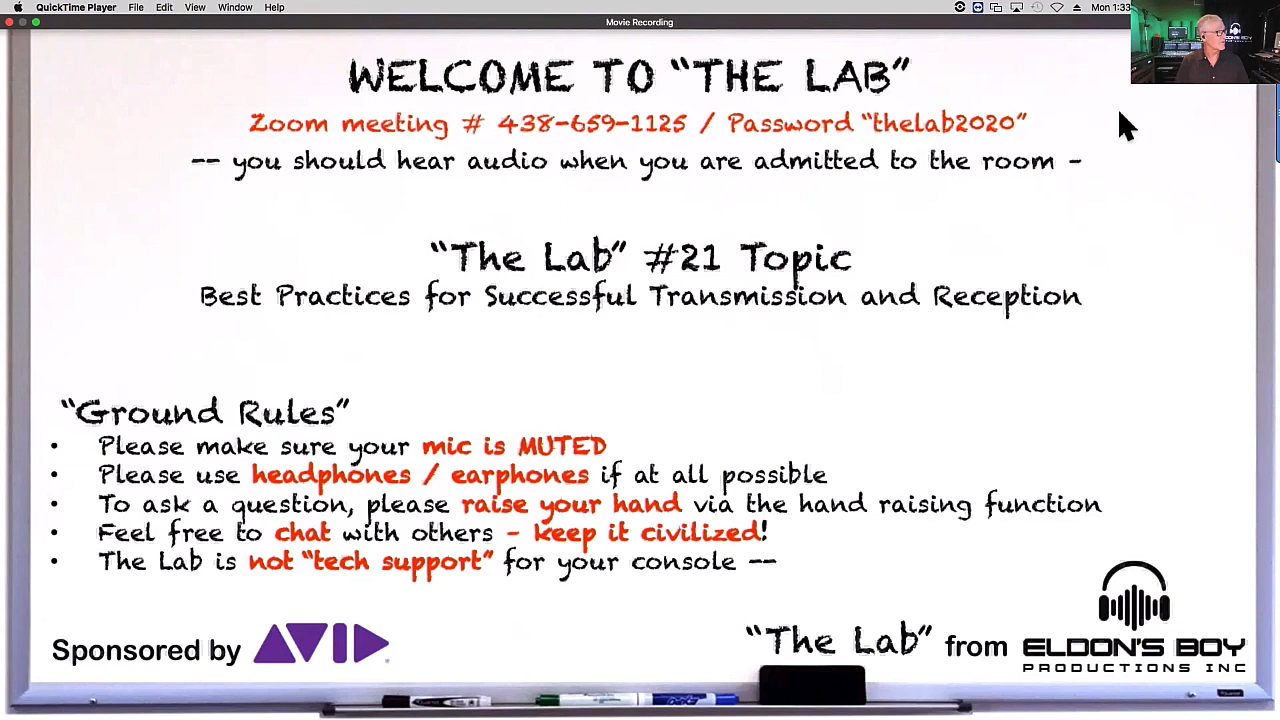 QuickTime Player File Edit View Window Help Mon 1:33
Movie Recording
WELCOME TO “THE LAB”
Zoom meeting # 438-659-1125 / Password “thelab2020”
-- you should hear audio when you are admitted to the room -
“The Lab” #21 Topic
Best Practices for Successful Transmission and Reception
“Ground Rules”
• Please make sure your mic is MUTED
• Please use headphones / earphones if at all possible
• To ask a question, please raise your hand via the hand raising function
• Feel free to chat with others - keep it civilized!
• The Lab is not “tech support” for your console --
Sponsored by AVID
“The Lab” from ELDON'S BOY
PRODUCTIONS INC